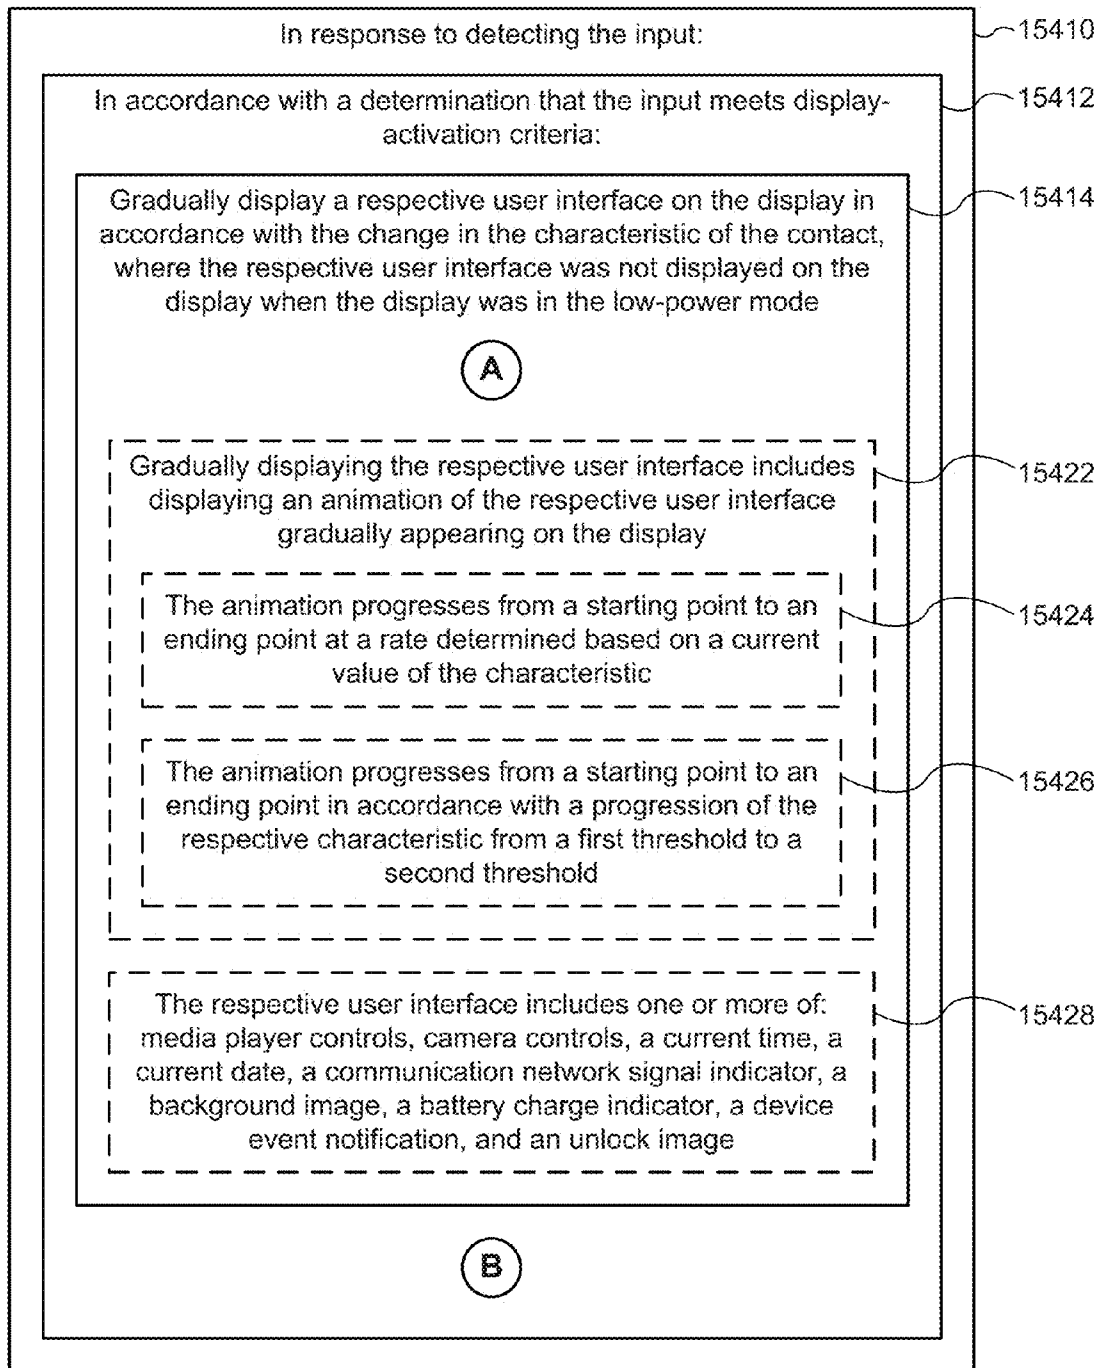 In response to detecting the input:
15410
In accordance with a determination that the input meets display-
activation criteria:
15412
Gradually display a respective user interface on the display in
accordance with the change in the characteristic of the contact,
where the respective user interface was not displayed on the
display when the display was in the low-power mode
15414
A
Gradually displaying the respective user interface includes
displaying an animation of the respective user interface
gradually appearing on the display
15422
The animation progresses from a starting point to an
ending point at a rate determined based on a current
value of the characteristic
15424
The animation progresses from a starting point to an
ending point in accordance with a progression of the
respective characteristic from a first threshold to a
second threshold
15426
The respective user interface includes one or more of:
media player controls, camera controls, a current time, a
current date, a communication network signal indicator, a
background image, a battery charge indicator, a device
event notification, and an unlock image
15428
B